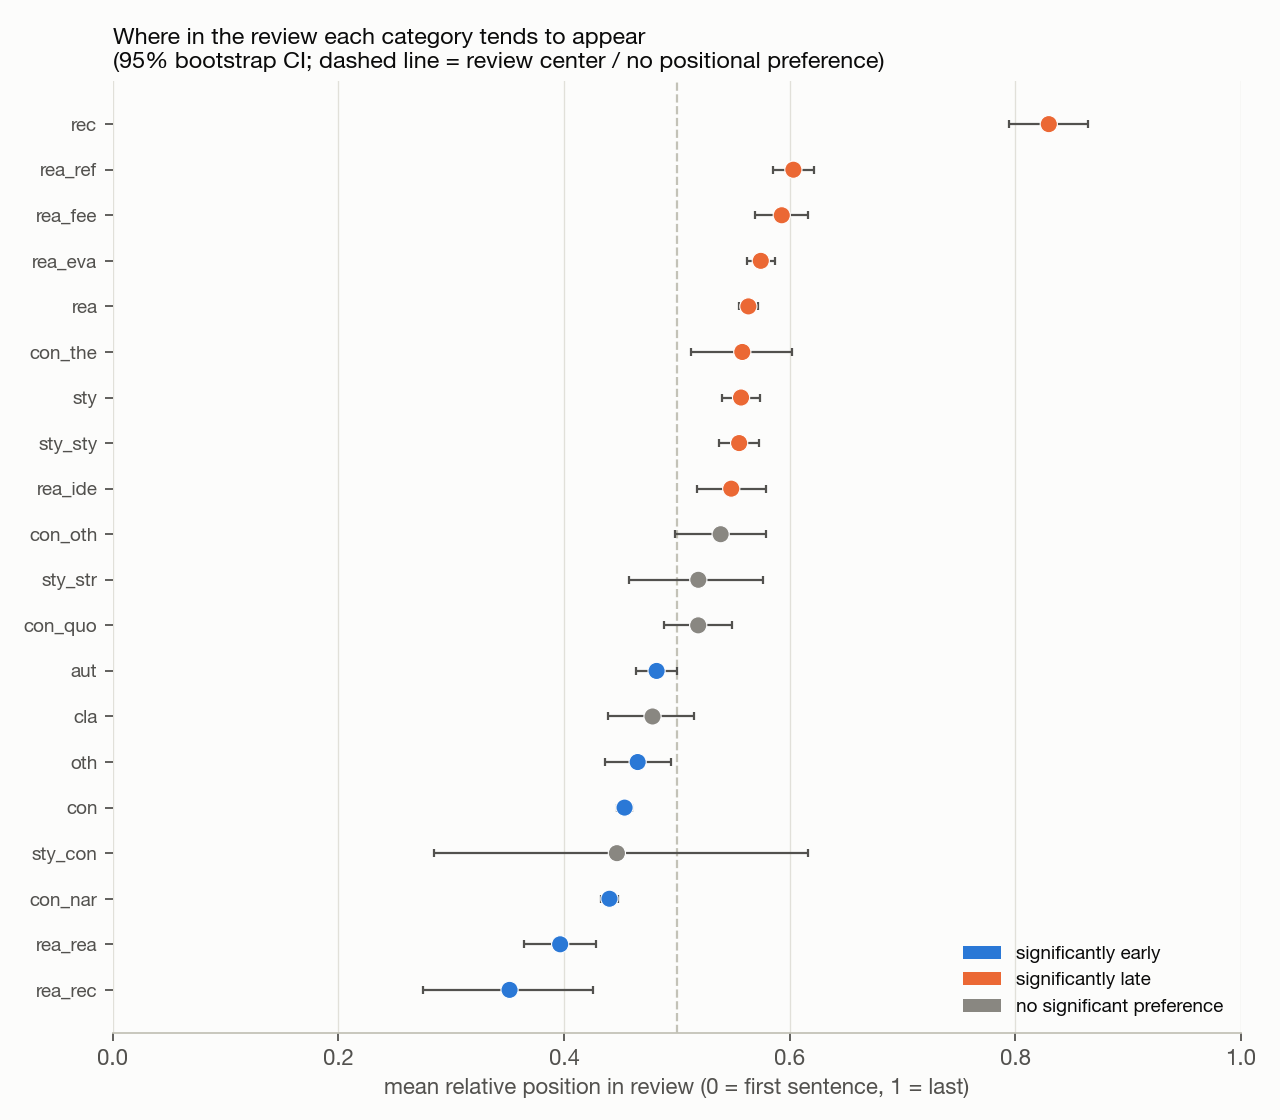 Where in the review each category tends to appear
(95% bootstrap CI; dashed line = review center / no positional preference)
rec
rea_ref
rea_fee
rea_eva
rea
con_the
sty
sty_sty
rea_ide
con_oth
sty_str
con_quo
aut
cla
oth
con
sty_con
con_nar
rea_rea
rea_rec
significantly early
significantly late
no significant preference
0.0 0.2 0.4 0.6 0.8 1.0
mean relative position in review (0 = first sentence, 1 = last)